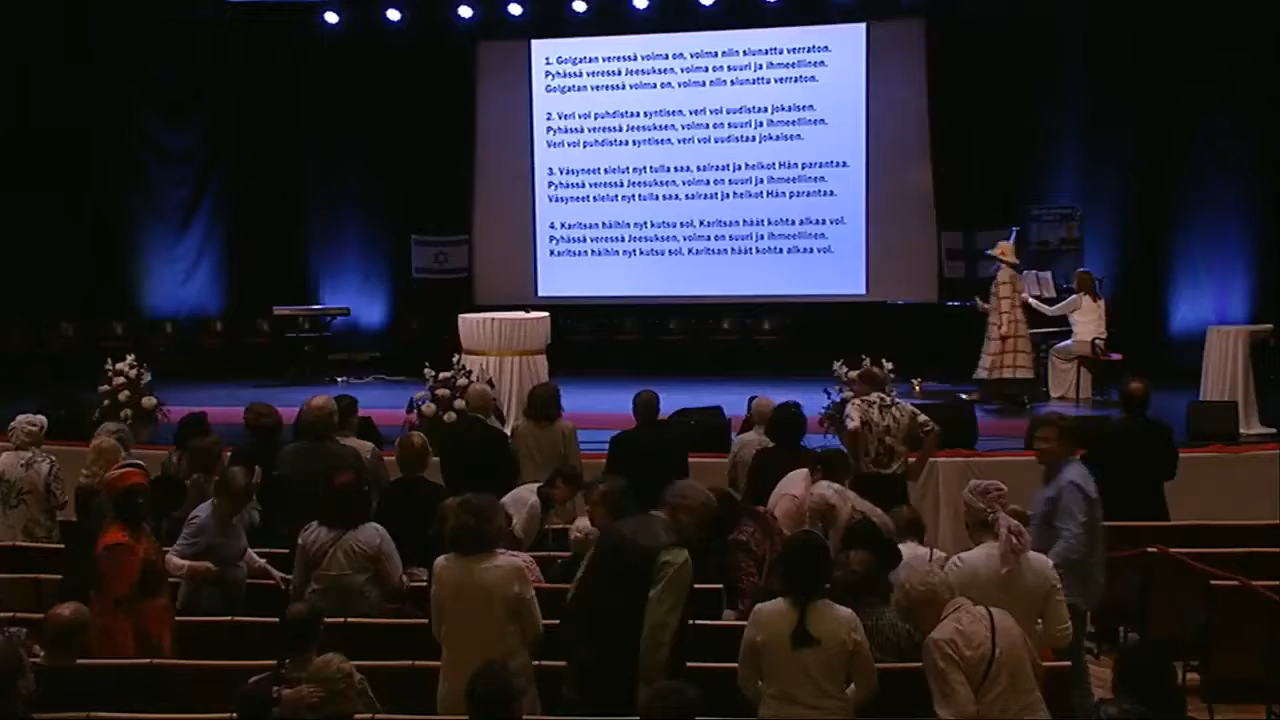 1. Golgatan veressä voima on, voima niin siunattu verraton.
Pyhässä veressä Jeesuksen, voima on suuri ja ihmeellinen.
Golgatan veressä voima on, voima niin siunattu verraton.
2. Veri voi puhdistaa syntisen, veri voi uudistaa jokaisen.
Pyhässä veressä Jeesuksen, voima on suuri ja ihmeellinen.
Veri voi puhdistaa syntisen, veri voi uudistaa jokaisen.
3. Väsyneet sielut nyt tulla saa, sairaat ja heikot Hän parantaa.
Pyhässä veressä Jeesuksen, voima on suuri ja ihmeellinen.
Väsyneet sielut nyt tulla saa, sairaat ja heikot Hän parantaa.
4. Karitsan häihin nyt kutsu soi, Karitsan häät kohta alkaa voi.
Pyhässä veressä Jeesuksen, voima on suuri ja ihmeellinen.
Karitsan häihin nyt kutsu soi, Karitsan häät kohta alkaa voi.